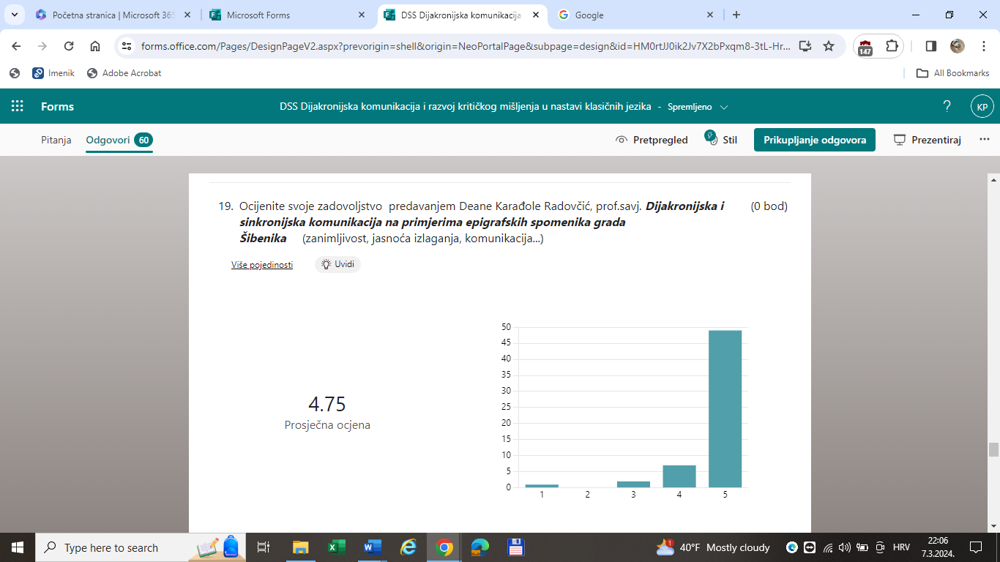 Početna stranica | Microsoft 365
Microsoft Forms
DSS Dijakronijska komunikacija
Google
forms.office.com/Pages/DesignPageV2.aspx?prevorigin=shell&origin=NeoPortalPage&subpage=design&id=HM0rtJJ0ik2Jv7X2bPxqm8-3tL-Hr...
147
Imenik
Adobe Acrobat
All Bookmarks
Forms
DSS Dijakronijska komunikacija i razvoj kritičkog mišljenja u nastavi klasičnih jezika - Spremljeno
?
KP
Pitanja
Odgovori 60
Pretpregled
Stil
Prikupljanje odgovora
Prezentiraj
19. Ocijenite svoje zadovoljstvo predavanjem Deane Karađole Radovčić, prof.savj. Dijakronijska i (0 bod)
sinkronijska komunikacija na primjerima epigrafskih spomenika grada
Šibenika (zanimljivost, jasnoća izlaganja, komunikacija...)
Više pojedinosti
Uvidi
4.75
Prosječna ocjena
50
45
40
35
30
25
20
15
10
5
0
1 2 3 4 5
Type here to search
1
40°F Mostly cloudy
HRV
22:06
7.3.2024.